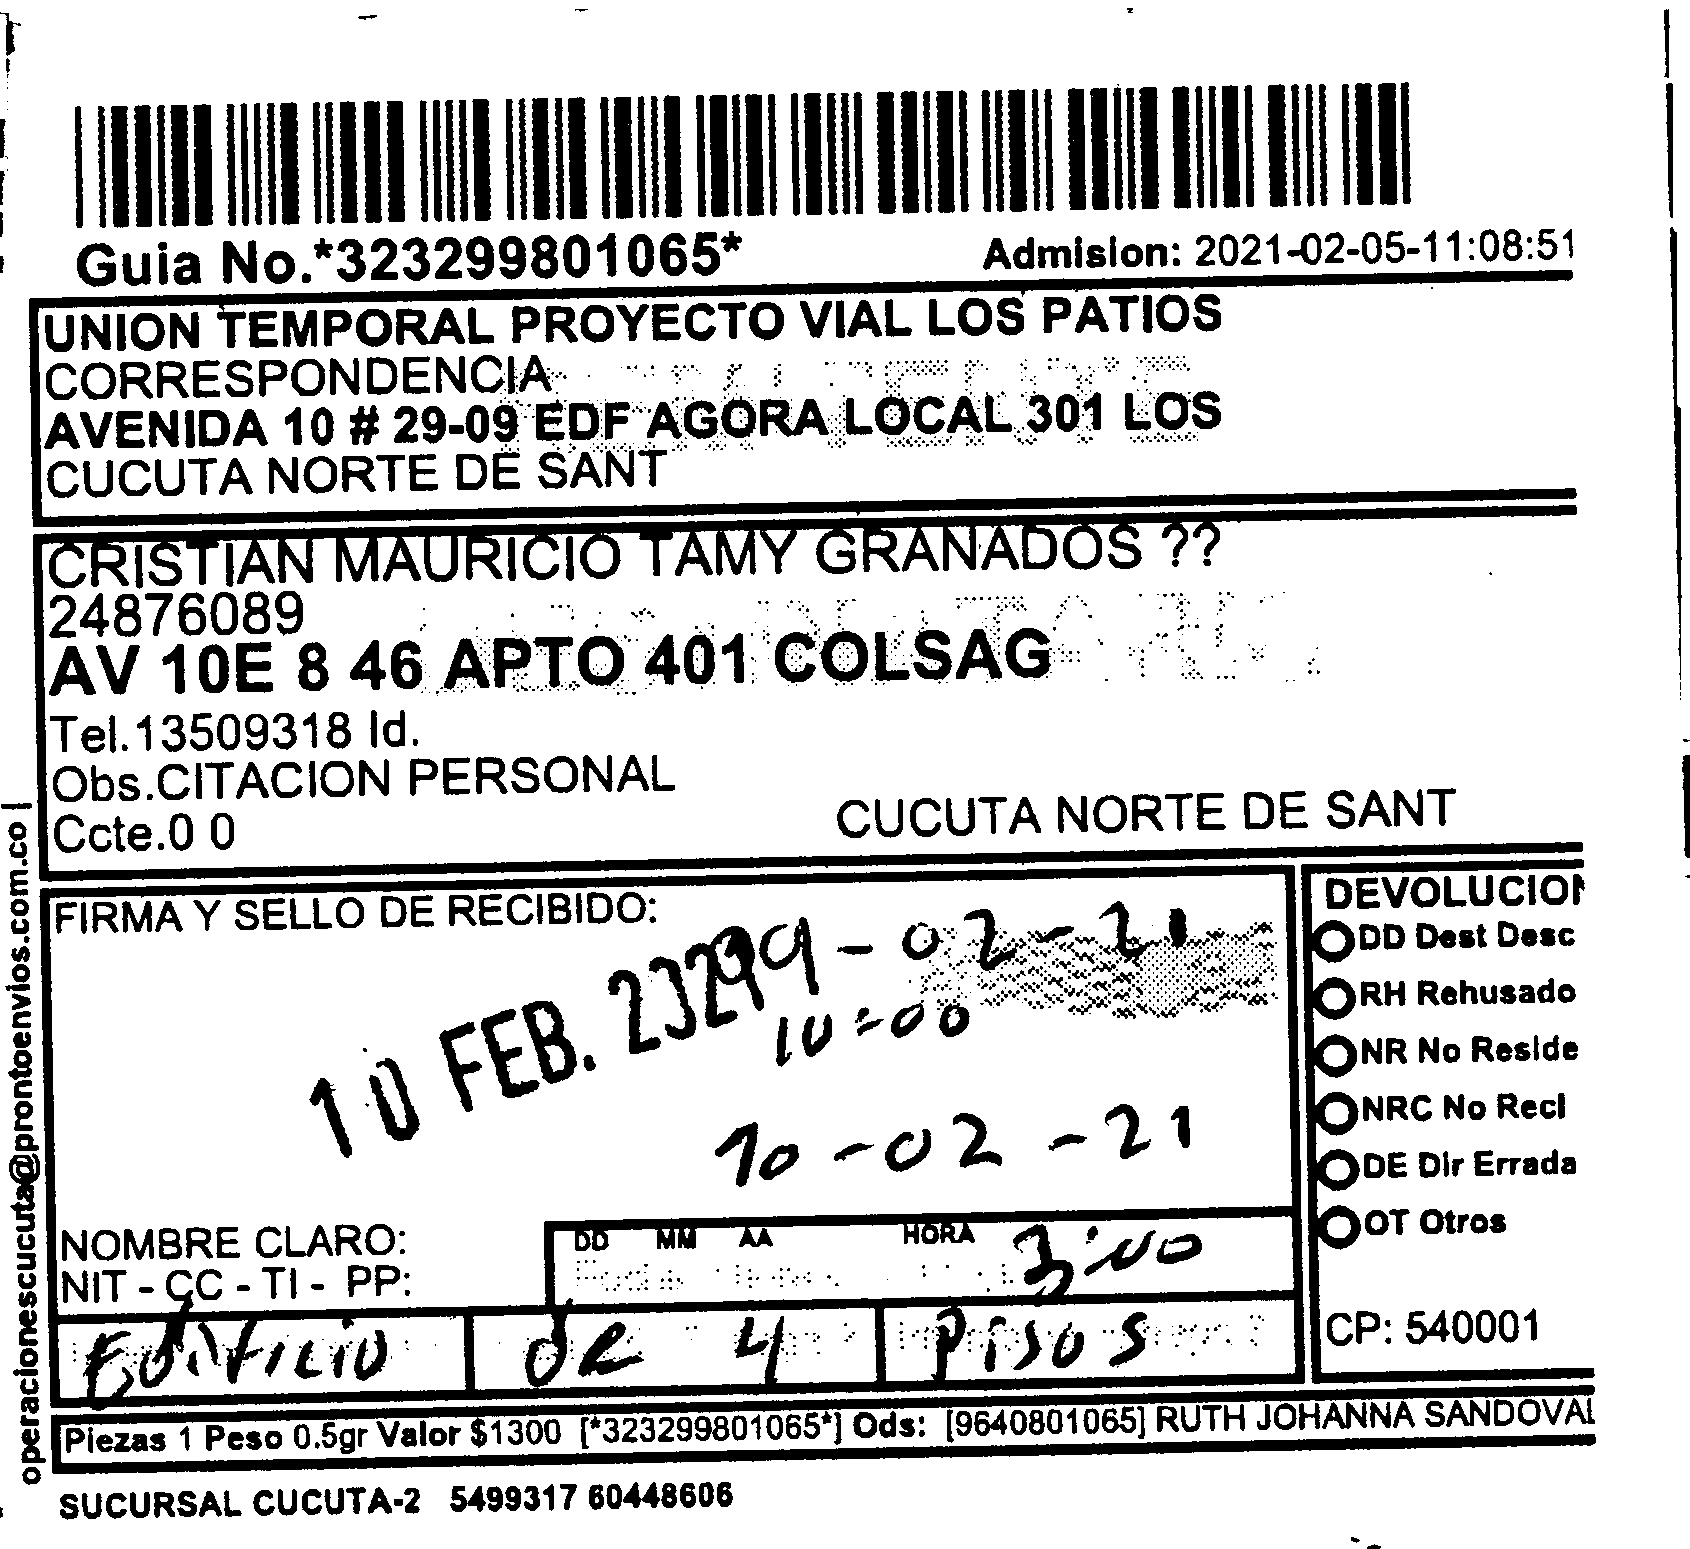 Guia No.*323299801065*
Admision: 2021-02-05-11:08:51
UNION TEMPORAL PROYECTO VIAL LOS PATIOS
CORRESPONDENCIA
AVENIDA 10 # 29-09 EDF AGORA LOCAL 301 LOS
CUCUTA NORTE DE SANT
CRISTIAN MAURICIO TAMY GRANADOS ??
24876089
AV 10E 8 46 APTO 401 COLSAG
Tel.13509318 Id.
Obs.CITACION PERSONAL
Ccte.0 0
CUCUTA NORTE DE SANT
FIRMA Y SELLO DE RECIBIDO:
9-02-21
10:00
10 FEB.
10-02-21
NOMBRE CLARO:
NIT - CC - TI - PP:
DD MM AA HORA 3:00
Edificio de 4 Pisos
DEVOLUCION
DD Dest Desc
RH Rehusado
NR No Reside
NRC No Recl
DE Dir Errada
OT Otros
CP: 540001
Piezas 1 Peso 0.5gr Valor $1300 [*323299801065*] Ods: [9640801065] RUTH JOHANNA SANDOVAL
SUCURSAL CUCUTA-2 5499317 60448606
operacionescucuta@prontoenvios.com.co |